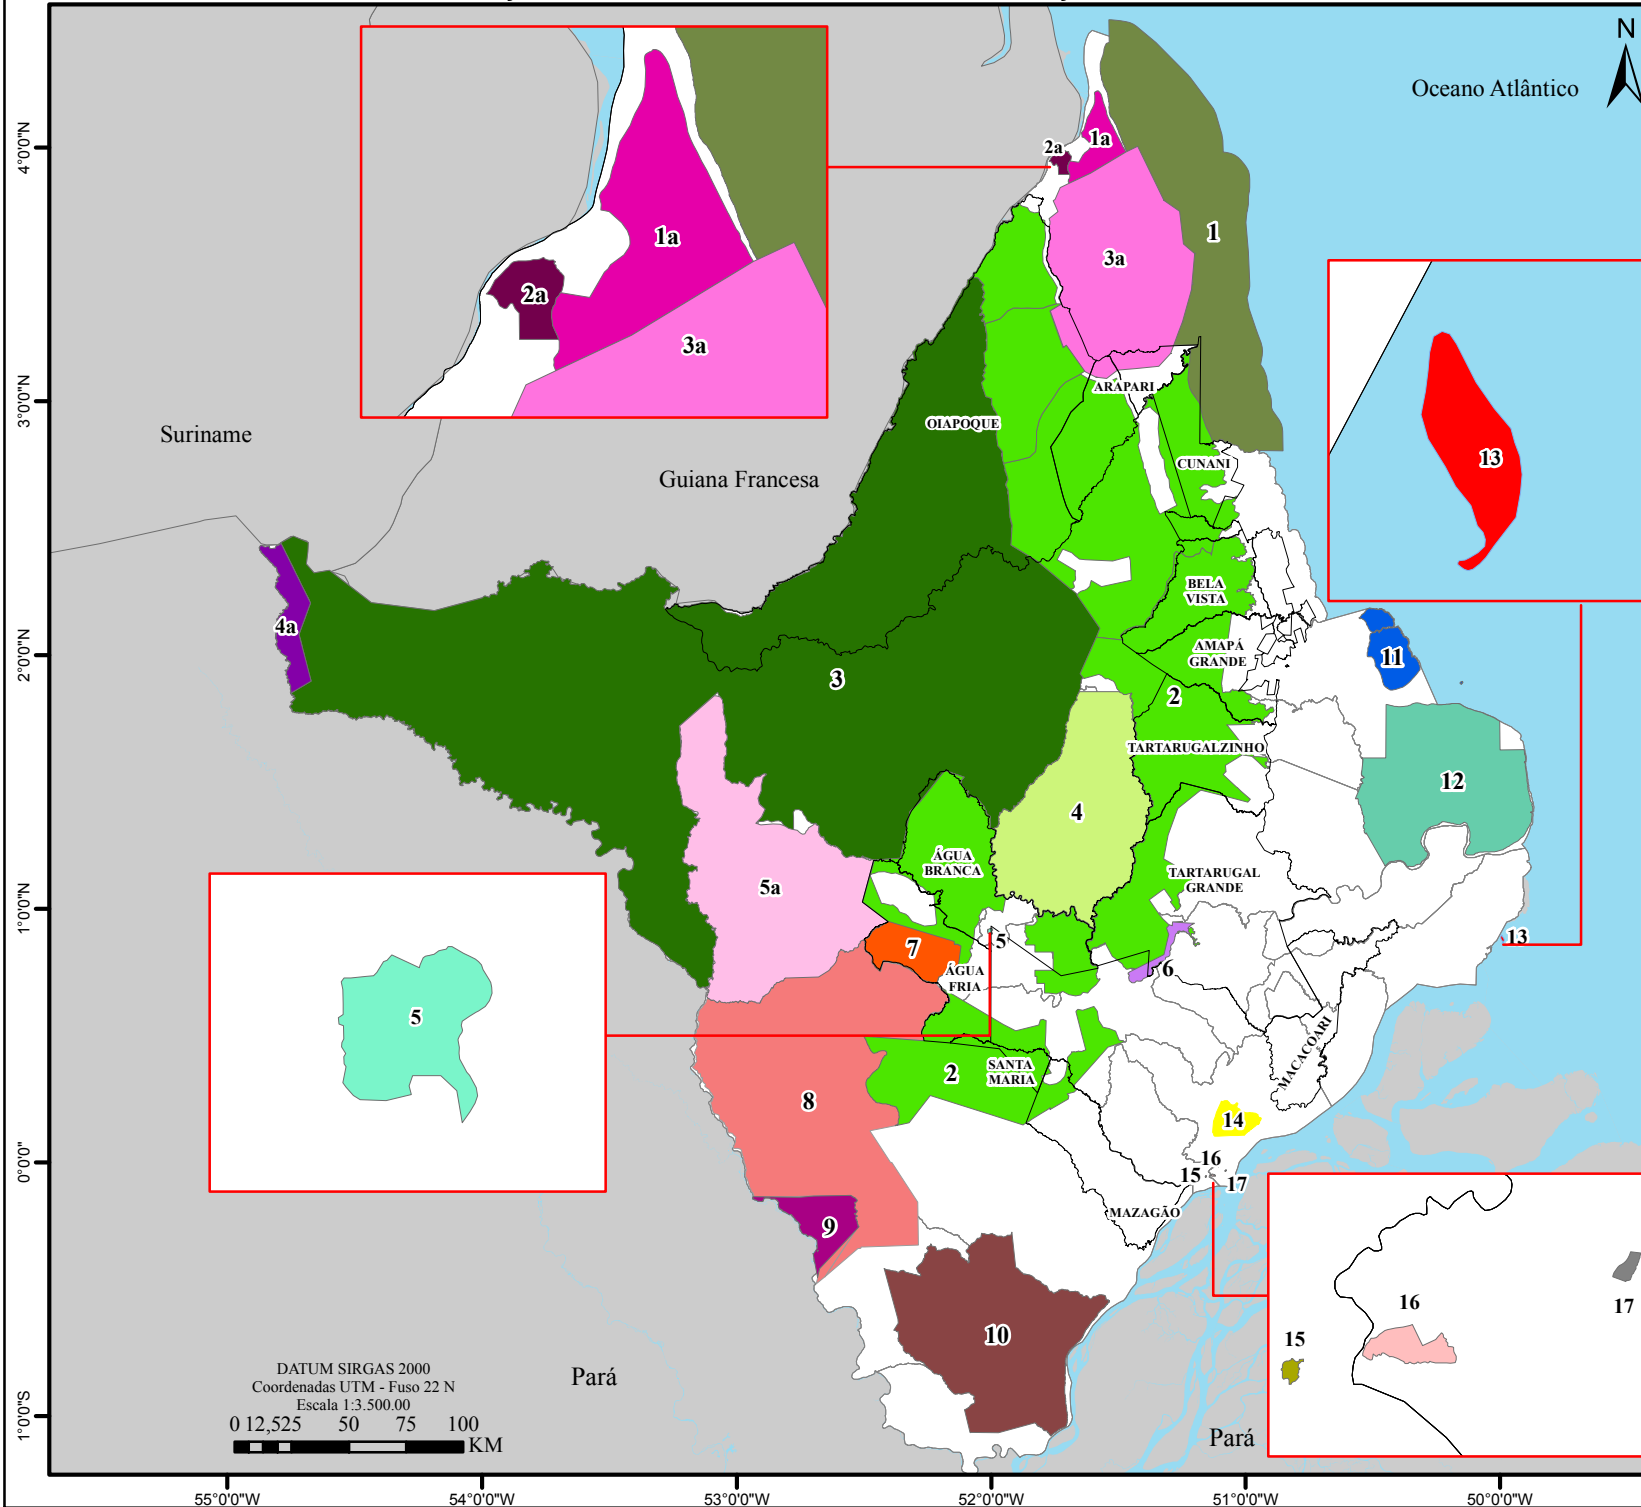 N
Oceano Atlântico
4°0'0"N
3°0'0"N
2°0'0"N
1°0'0"N
0°0'0"
1°0'0"S
1a
2a
3a
2a
1a
1
3a
13
Suriname
Guiana Francesa
OIAPOQUE
ARAPARI
CUNANI
BELA
VISTA
AMAPÁ
GRANDE
4a
3
2
11
TARTARUGALZINHO
12
4
5a
ÁGUA
BRANCA
TARTARUGAL
GRANDE
7
5
13
ÁGUA
FRIA
6
5
MACACOARI
SANTA
MARIA
2
8
14
16
15
17
MAZAGÃO
9
16
17
15
10
DATUM SIRGAS 2000
Coordenadas UTM - Fuso 22 N
Escala 1:3.500.00
0 12,525 50 75 100
KM
Pará
Pará
55°0'0"W
54°0'0"W
53°0'0"W
52°0'0"W
51°0'0"W
50°0'0"W